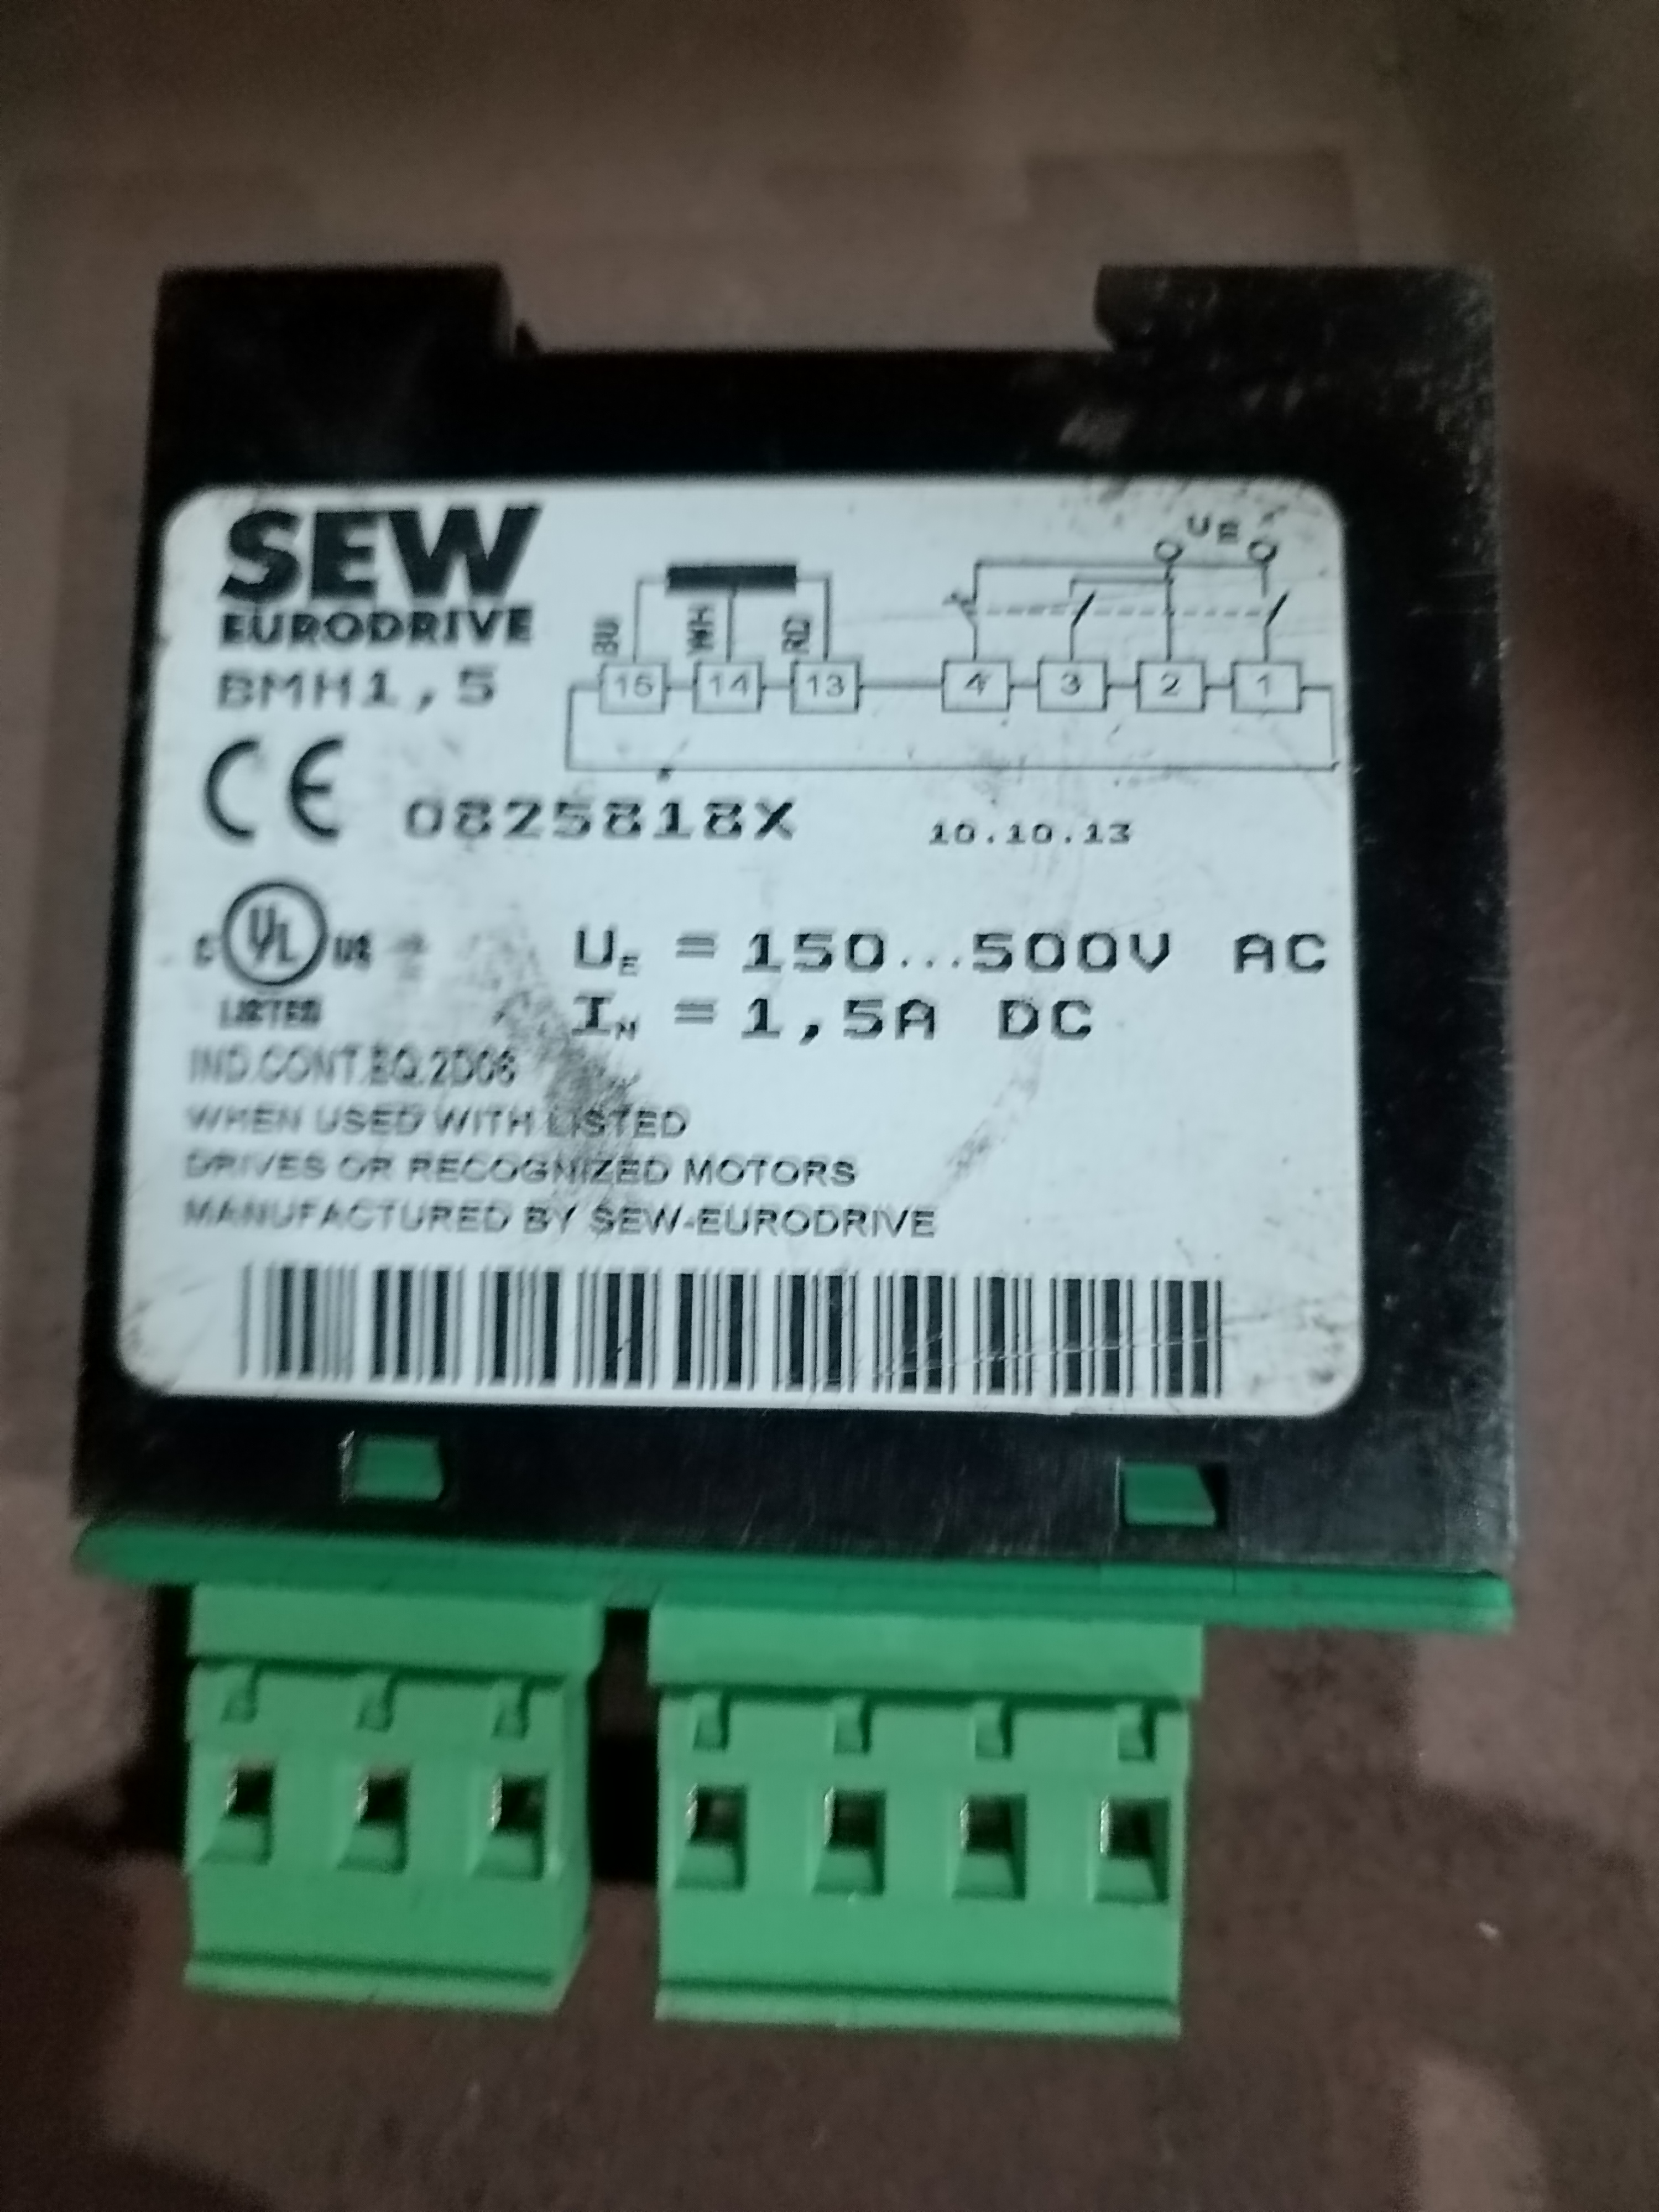 SEW
EURODRIVE
BMH1,5
UE
BU WH RD
15 14 13 4 3 2 1
CE 0825818X 10.10.13
c UL US
LISTED
UE = 150...500V AC
IN = 1,5A DC
IND.CONT.EQ.2D06
WHEN USED WITH LISTED
DRIVES OR RECOGNIZED MOTORS
MANUFACTURED BY SEW-EURODRIVE